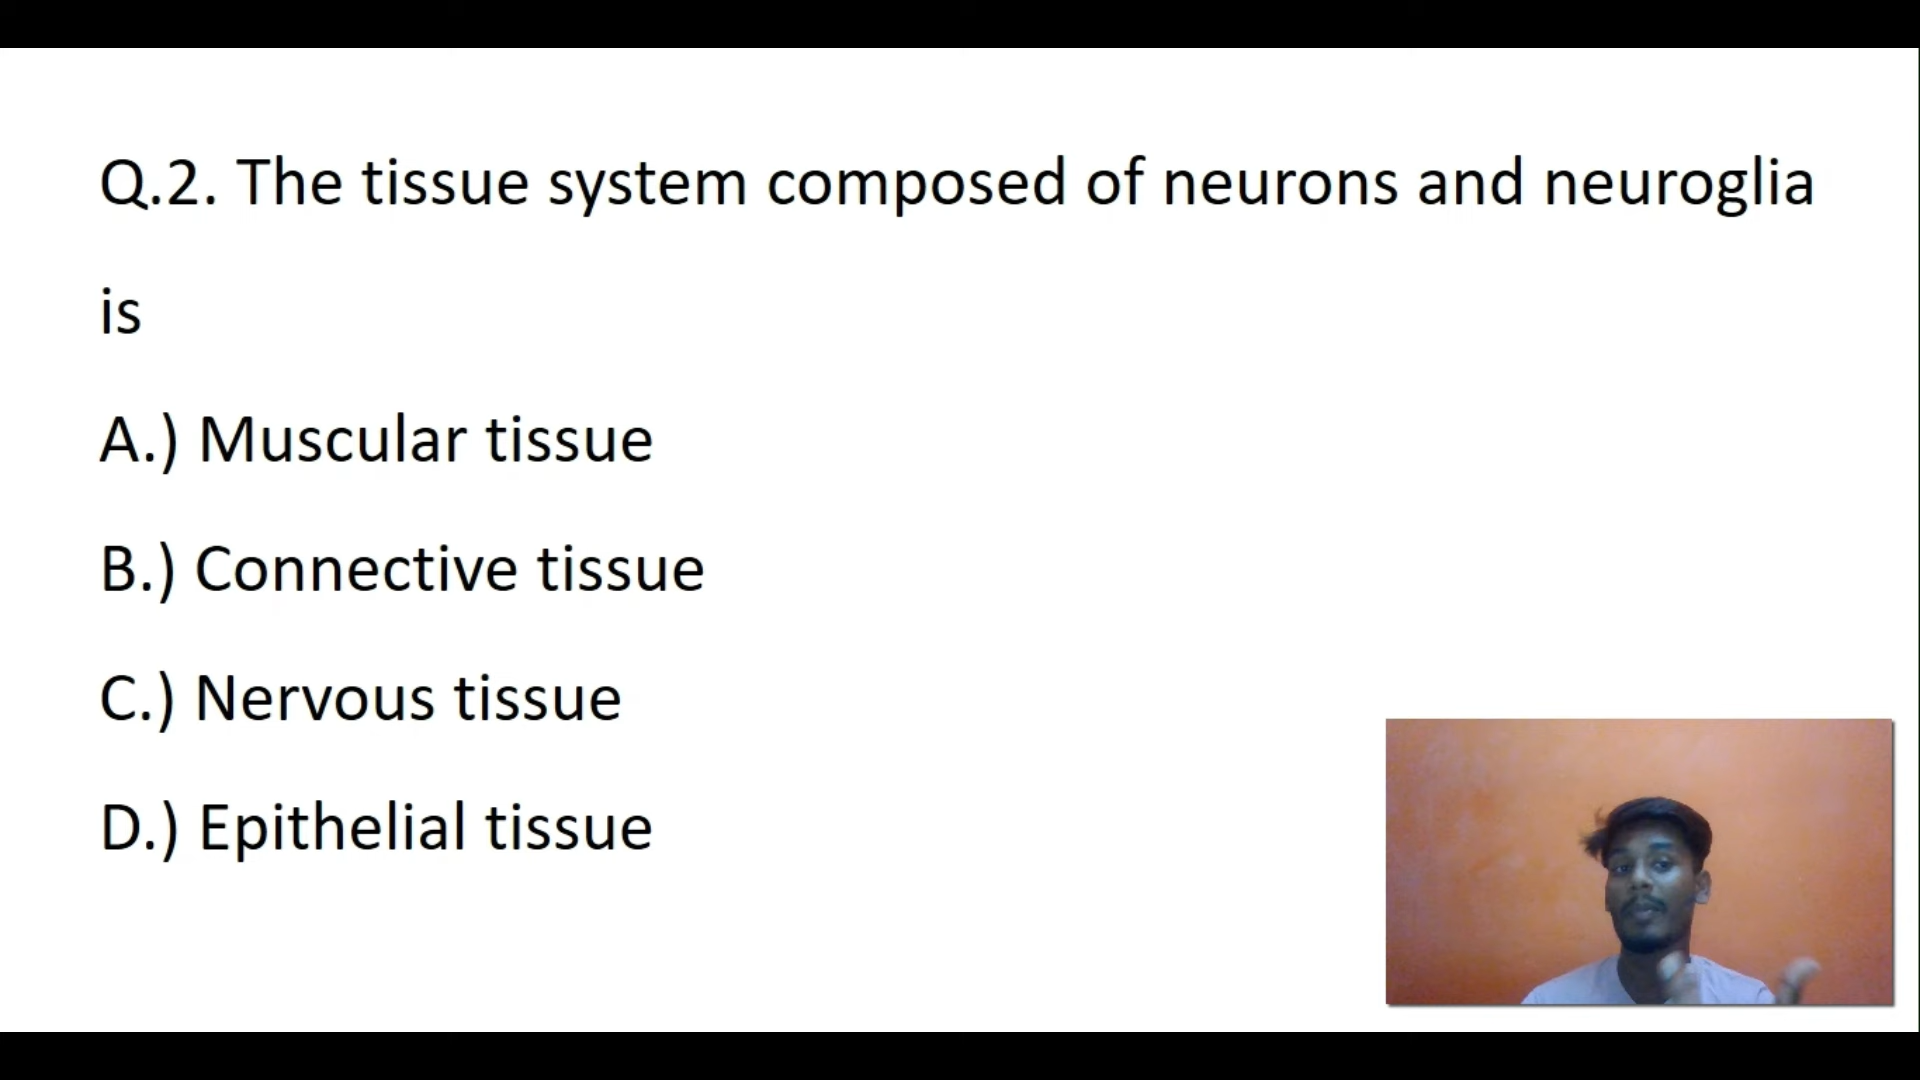 Q.2. The tissue system composed of neurons and neuroglia
is
A.) Muscular tissue
B.) Connective tissue
C.) Nervous tissue
D.) Epithelial tissue